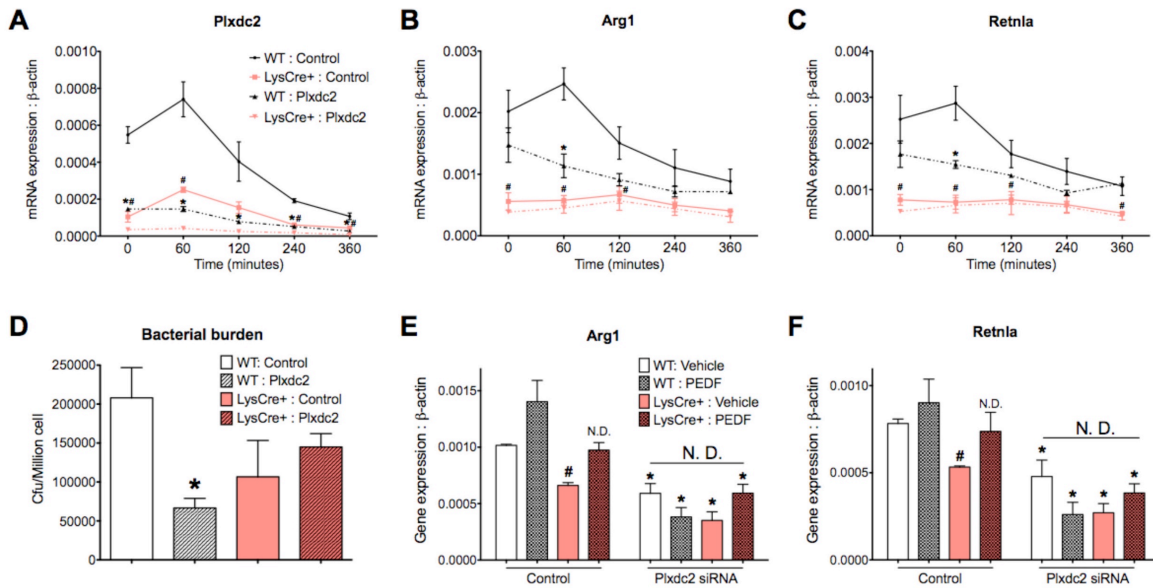 A
Plxdc2
mRNA expression : β-actin
0.0010
0.0008
0.0006
0.0004
0.0002
0.0000
WT : Control
LysCre+ : Control
WT : Plxdc2
LysCre+ : Plxdc2
*#
#
*
*
*#
*#
0 60 120 240 360
Time (minutes)
B
Arg1
mRNA expression : β-actin
0.003
0.002
0.001
0.000
*
#
#
#
0 60 120 240 360
Time (minutes)
C
Retnla
mRNA expression : β-actin
0.004
0.003
0.002
0.001
0.000
*
#
#
#
#
0 60 120 240 360
Time (minutes)
D
Bacterial burden
Cfu/Million cell
250000
200000
150000
100000
50000
0
WT: Control
WT : Plxdc2
LysCre+ : Control
LysCre+ : Plxdc2
*
E
Arg1
Gene expression : β-actin
0.0015
0.0010
0.0005
0.0000
WT: Vehicle
WT : PEDF
LysCre+ : Vehicle
LysCre+ : PEDF
#
N.D.
N. D.
* * * *
Control Plxdc2 siRNA
F
Retnla
Gene expression : β-actin
0.0010
0.0005
0.0000
#
N.D.
N. D.
* * * *
Control Plxdc2 siRNA